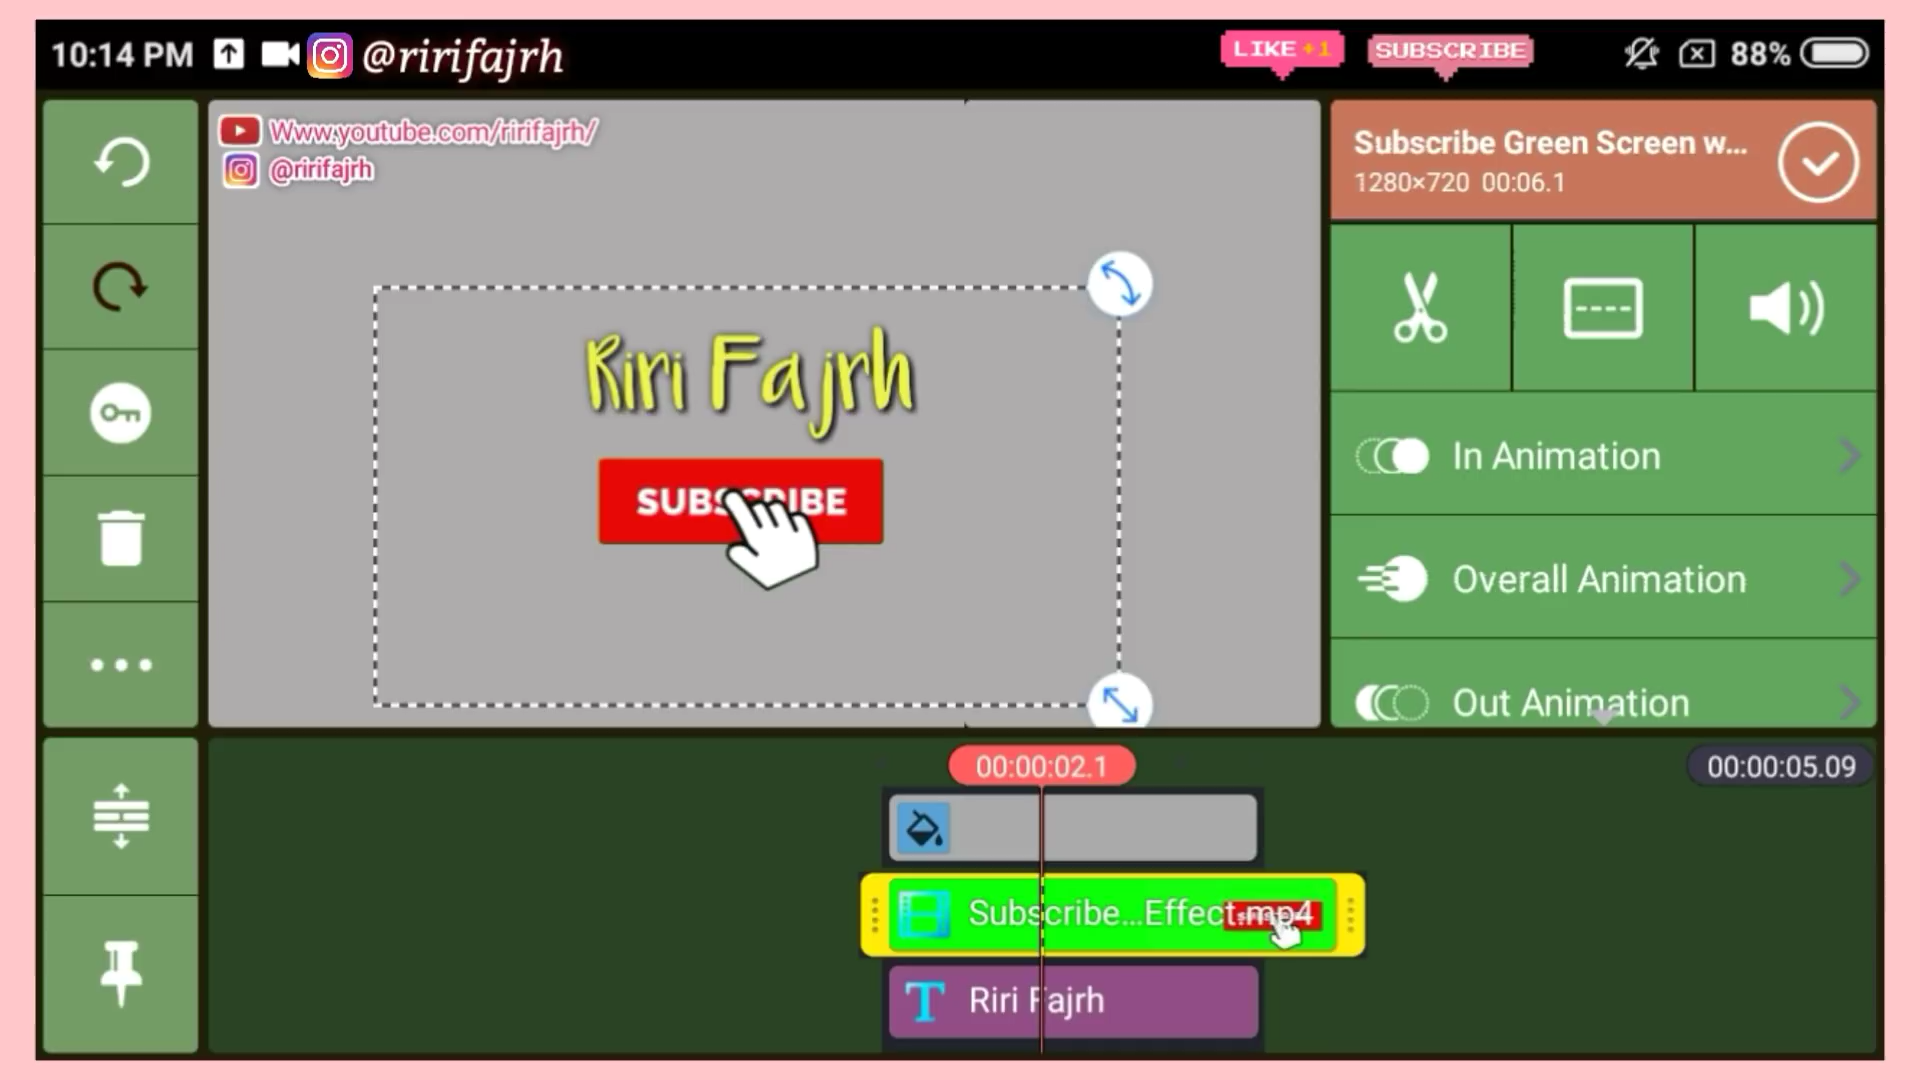 10:14 PM @ririfajrh LIKE +1 SUBSCRIBE 88%
Www.youtube.com/ririfajrh/
@ririfajrh
Subscribe Green Screen w...
1280×720 00:06.1
Riri Fajrh
SUBSCRIBE
In Animation
Overall Animation
Out Animation
00:00:02.1
00:00:05.09
Subscribe...Effect.mp4
T Riri Fajrh